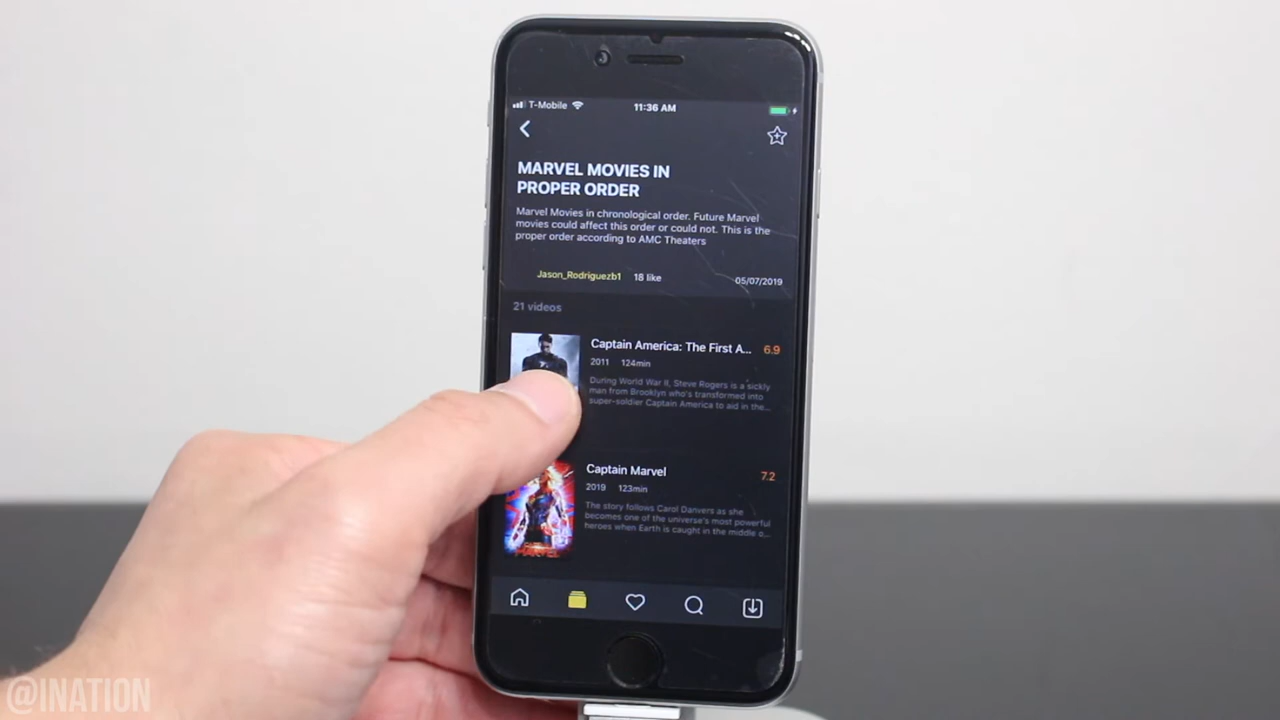 T-Mobile
11:36 AM
MARVEL MOVIES IN
PROPER ORDER
Marvel Movies in chronological order. Future Marvel
movies could affect this order or could not. This is the
proper order according to AMC Theaters
Jason_Rodriguezb1 18 like 05/07/2019
21 videos
Captain America: The First A... 6.9
2011 124min
During World War II, Steve Rogers is a sickly
man from Brooklyn who's transformed into
super-soldier Captain America to aid in the...
Captain Marvel 7.2
2019 123min
The story follows Carol Danvers as she
becomes one of the universe's most powerful
heroes when Earth is caught in the middle o...
MARVEL
@INATION